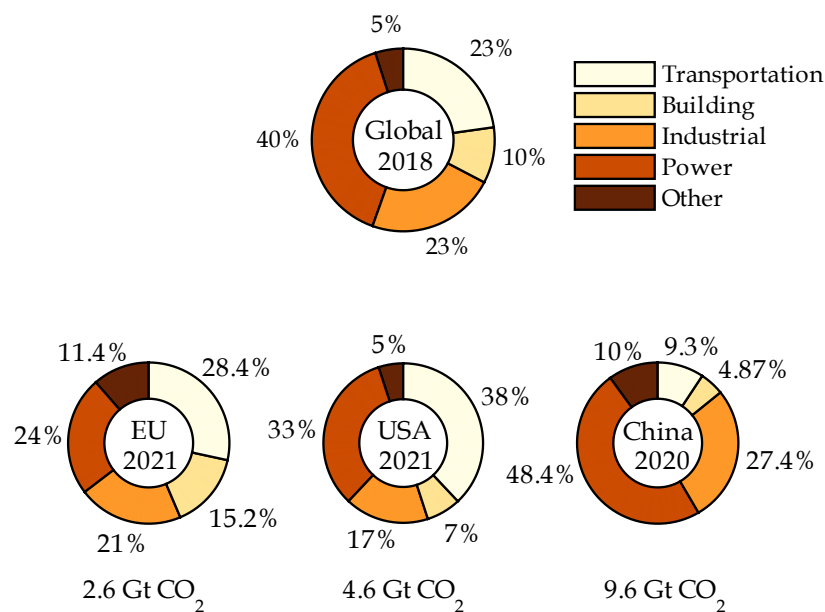 5%
23%
Global
2018
40%
10%
23%
Transportation
Building
Industrial
Power
Other
11.4%
28.4%
EU
2021
24%
15.2%
21%
2.6 Gt CO₂
5%
38%
USA
2021
33%
17%
7%
4.6 Gt CO₂
10%
9.3%
4.87%
China
2020
48.4%
27.4%
9.6 Gt CO₂